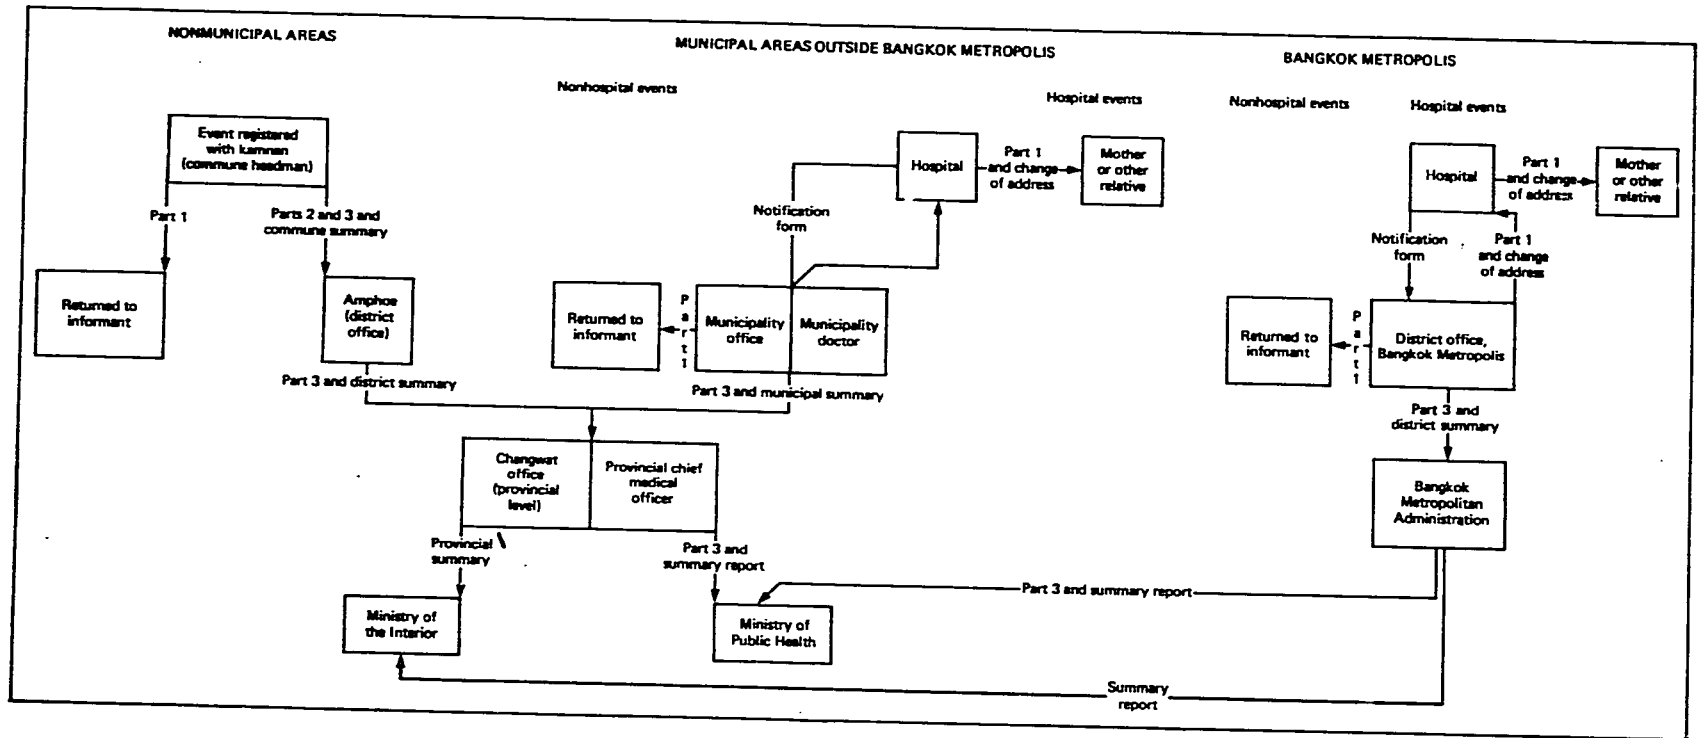 NONMUNICIPAL AREAS
MUNICIPAL AREAS OUTSIDE BANGKOK METROPOLIS
BANGKOK METROPOLIS
Nonhospital events
Hospital events
Nonhospital events
Hospital events
Event registered
with kamnan
(commune headman)
Part 1
Parts 2 and 3 and
commune summary
Returned to
informant
Amphoe
(district
office)
Part 3 and district summary
Hospital
Part 1
and change
of address
Mother
or other
relative
Notification
form
Returned to
informant
Part 1
Municipality
office
Municipality
doctor
Part 3 and municipal summary
Changwat
office
(provincial
level)
Provincial chief
medical
officer
Provincial
summary
Part 3 and
summary report
Ministry of
the Interior
Ministry of
Public Health
Hospital
Part 1
and change
of address
Mother
or other
relative
Notification
form
Part 1
and change
of address
Returned to
informant
Part 1
District office,
Bangkok Metropolis
Part 3 and
district summary
Bangkok
Metropolitan
Administration
Part 3 and summary report
Summary
report